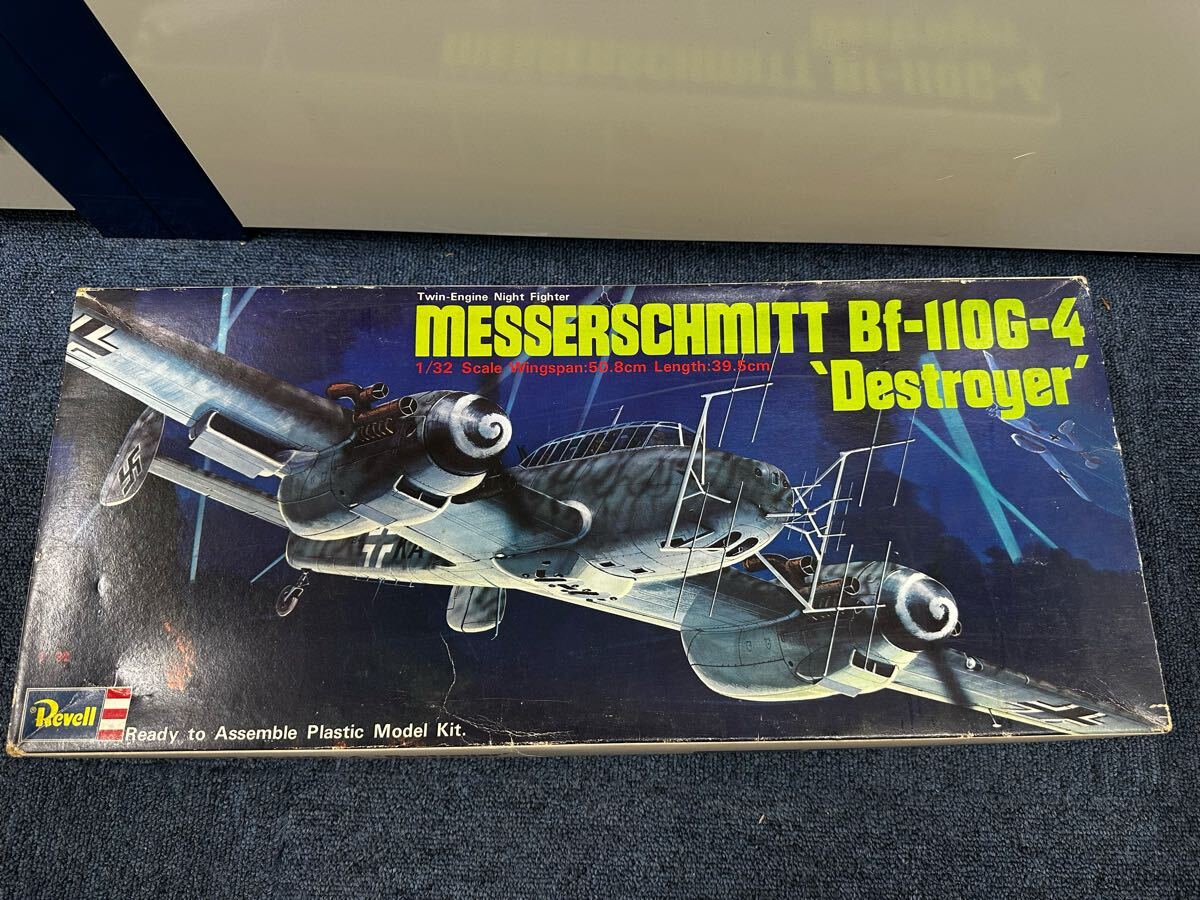 Twin-Engine Night Fighter
MESSERSCHMITT Bf-110G-4
1/32 Scale Wingspan:50.8cm Length:39.5cm
'Destroyer'
Revell
Ready to Assemble Plastic Model Kit.